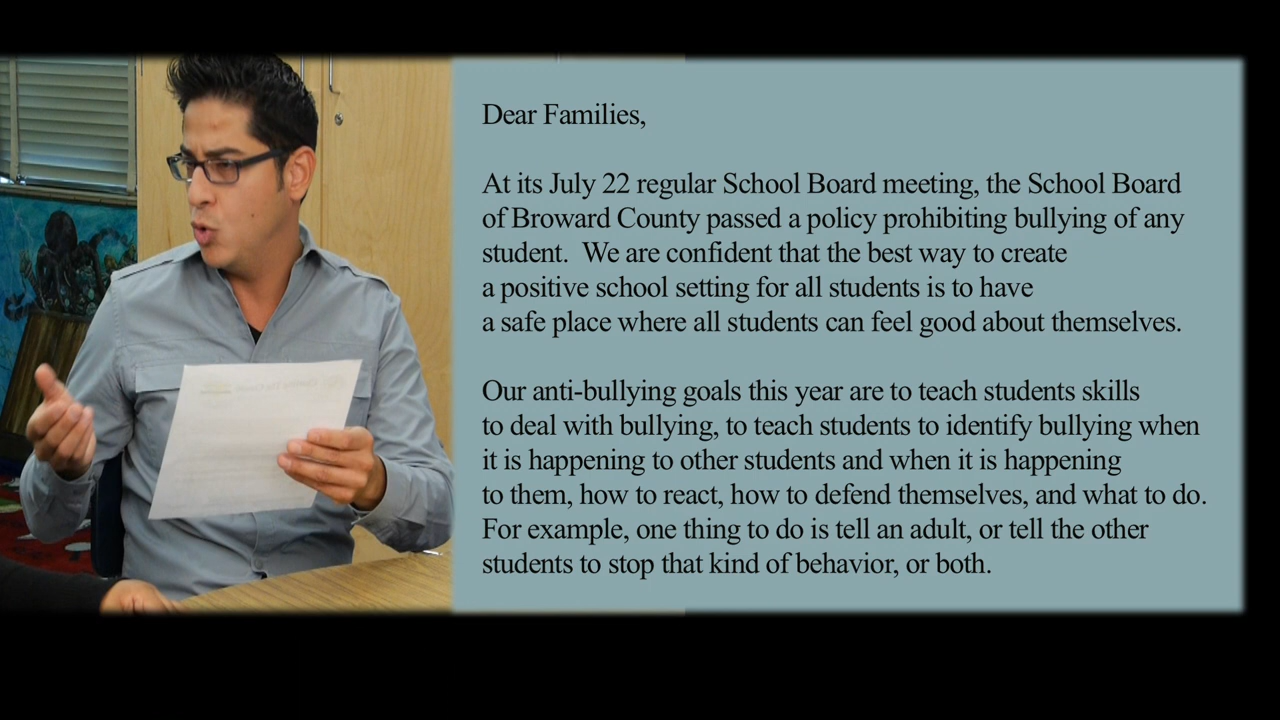 Dear Families,
At its July 22 regular School Board meeting, the School Board
of Broward County passed a policy prohibiting bullying of any
student.  We are confident that the best way to create
a positive school setting for all students is to have
a safe place where all students can feel good about themselves.
Our anti-bullying goals this year are to teach students skills
to deal with bullying, to teach students to identify bullying when
it is happening to other students and when it is happening
to them, how to react, how to defend themselves, and what to do.
For example, one thing to do is tell an adult, or tell the other
students to stop that kind of behavior, or both.